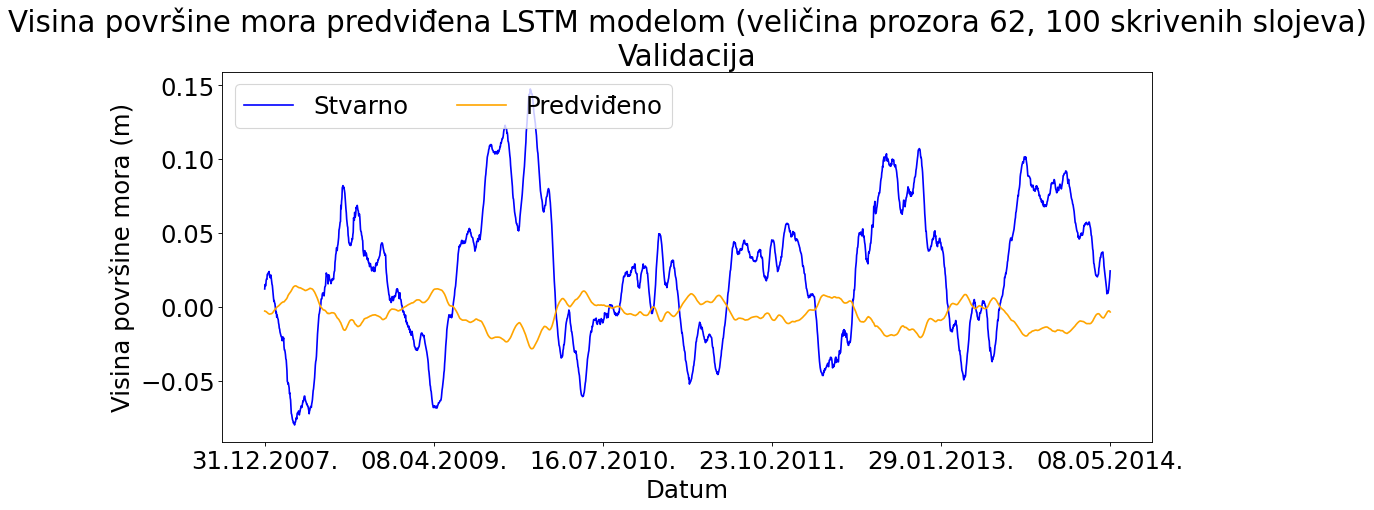 Visina površine mora predviđena LSTM modelom (veličina prozora 62, 100 skrivenih slojeva)
Validacija
Stvarno Predviđeno
Visina površine mora (m)
0.15
0.10
0.05
0.00
−0.05
31.12.2007. 08.04.2009. 16.07.2010. 23.10.2011. 29.01.2013. 08.05.2014.
Datum